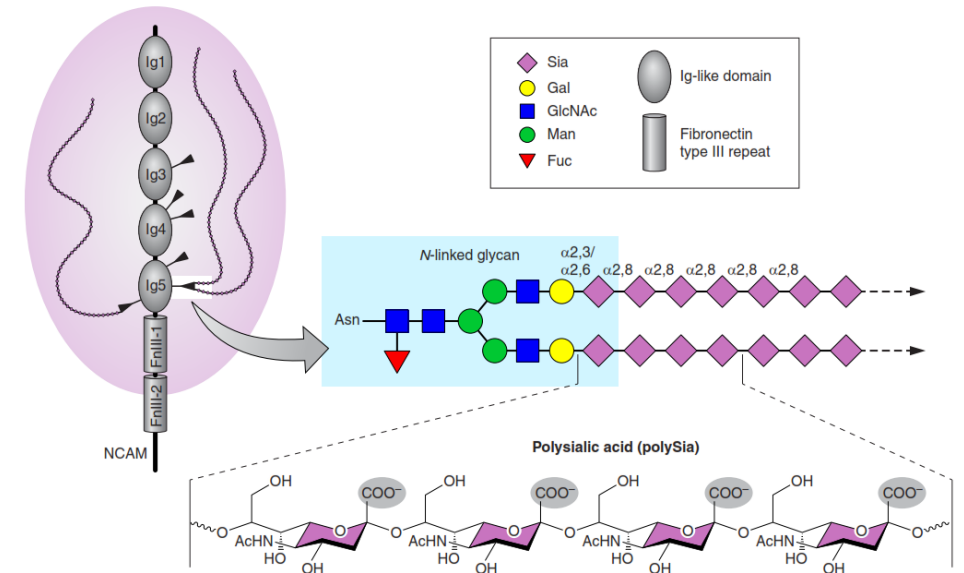 Ig1
Ig2
Ig3
Ig4
Ig5
FnIII-1
FnIII-2
NCAM
Sia
Gal
GlcNAc
Man
Fuc
Ig-like domain
Fibronectin
type III repeat
N-linked glycan
α2,3/
α2,6 α2,8 α2,8 α2,8 α2,8 α2,8
Asn
Polysialic acid (polySia)
OH COO⁻ OH COO⁻ OH COO⁻ OH COO⁻
O O O O O O O O O
AcHN AcHN AcHN AcHN
HO HO HO HO
OH OH OH OH